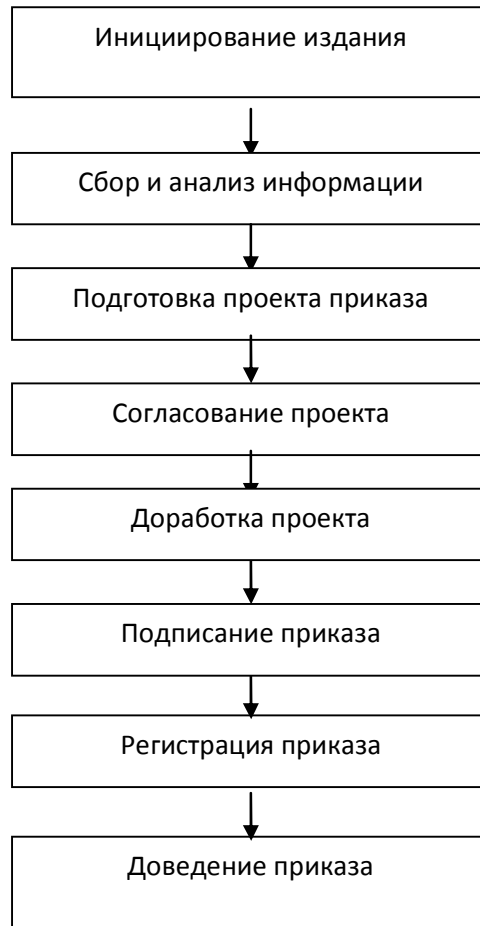 Инициирование издания
Сбор и анализ информации
Подготовка проекта приказа
Согласование проекта
Доработка проекта
Подписание приказа
Регистрация приказа
Доведение приказа